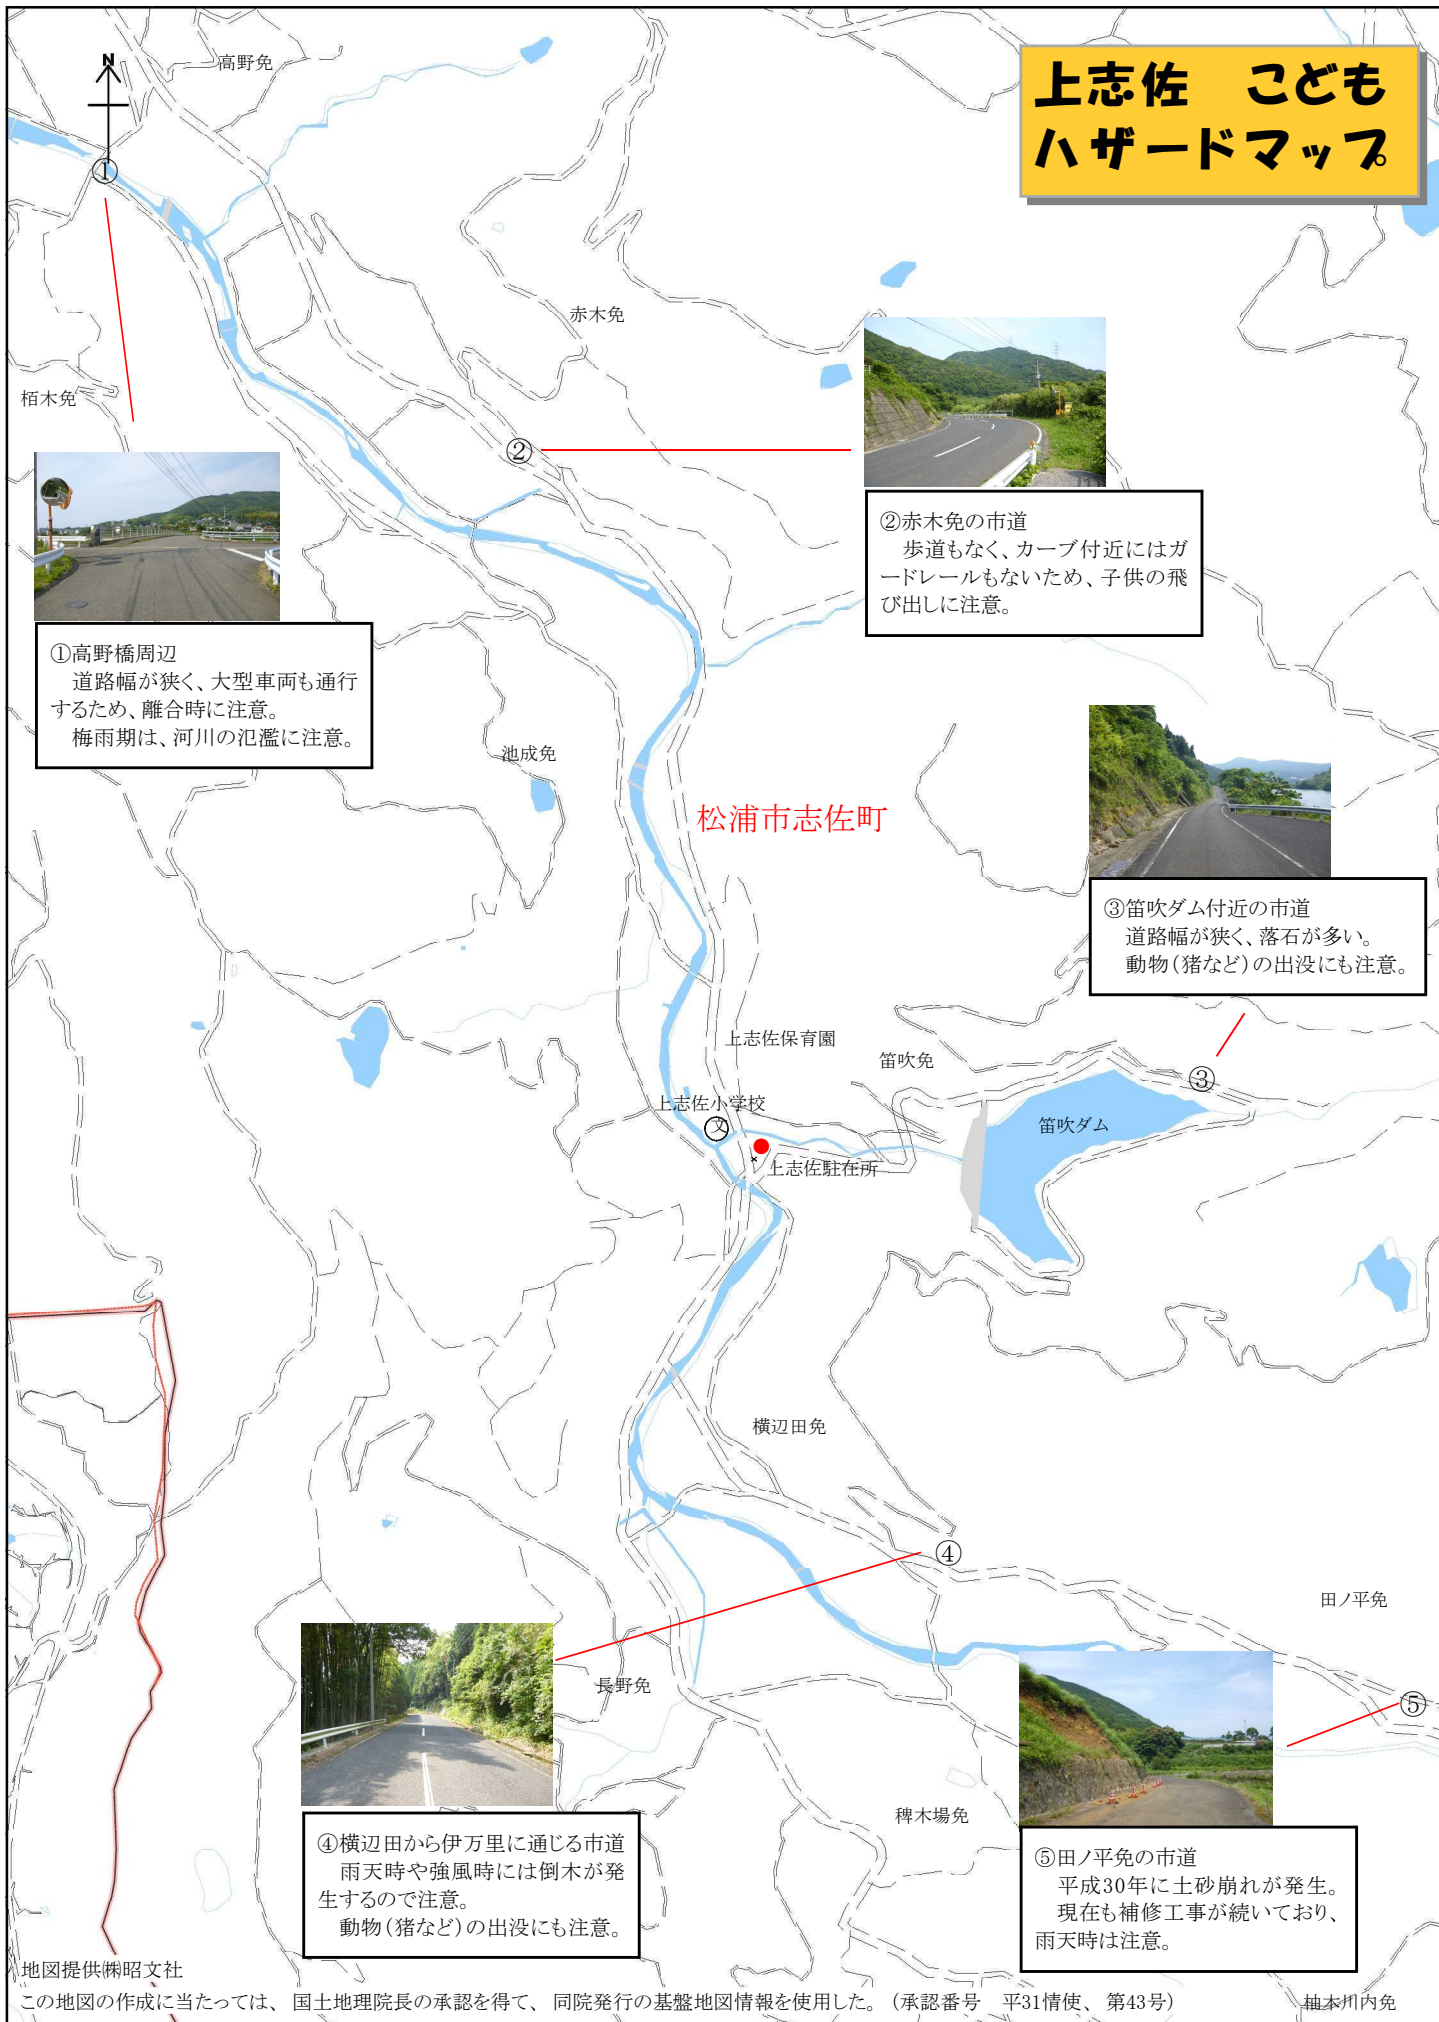 上志佐　こども
ハザードマップ
N
高野免
①
赤木免
栢木免
②
②赤木免の市道
歩道もなく、カーブ付近にはガ
ードレールもないため、子供の飛
び出しに注意。
①高野橋周辺
道路幅が狭く、大型車両も通行
するため、離合時に注意。
梅雨期は、河川の氾濫に注意。
池成免
松浦市志佐町
③笛吹ダム付近の市道
道路幅が狭く、落石が多い。
動物（猪など）の出没にも注意。
上志佐保育園
笛吹免
③
上志佐小学校
文
笛吹ダム
上志佐駐在所
横辺田免
④
田ノ平免
長野免
⑤
稗木場免
④横辺田から伊万里に通じる市道
雨天時や強風時には倒木が発
生するので注意。
動物（猪など）の出没にも注意。
⑤田ノ平免の市道
平成30年に土砂崩れが発生。
現在も補修工事が続いており、
雨天時は注意。
地図提供㈱昭文社
この地図の作成に当たっては、国土地理院長の承認を得て、同院発行の基盤地図情報を使用した。（承認番号　平31情使、第43号）
柚木川内免